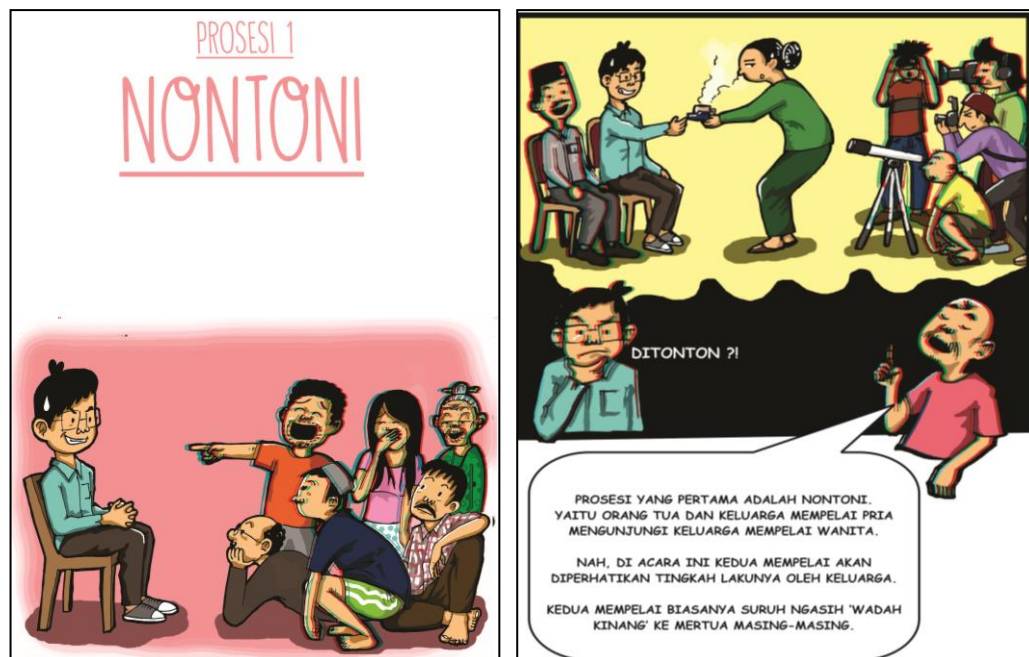 PROSESI 1
NONTONI
DITONTON ?!
PROSESI YANG PERTAMA ADALAH NONTONI.
YAITU ORANG TUA DAN KELUARGA MEMPELAI PRIA
MENGUNJUNGI KELUARGA MEMPELAI WANITA.
NAH, DI ACARA INI KEDUA MEMPELAI AKAN
DIPERHATIKAN TINGKAH LAKUNYA OLEH KELUARGA.
KEDUA MEMPELAI BIASANYA SURUH NGASIH ‘WADAH
KINANG’ KE MERTUA MASING-MASING.